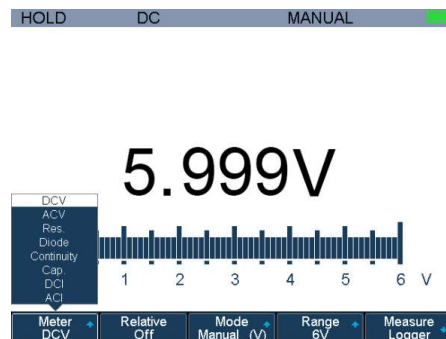 HOLD DC MANUAL
5.999V
DCV
ACV
Res.
Diode
Continuity
Cap.
DCI
ACI
1 2 3 4 5 6 V
Meter Relative Mode Range Measure
DCV Off Manual (V) 6V Logger